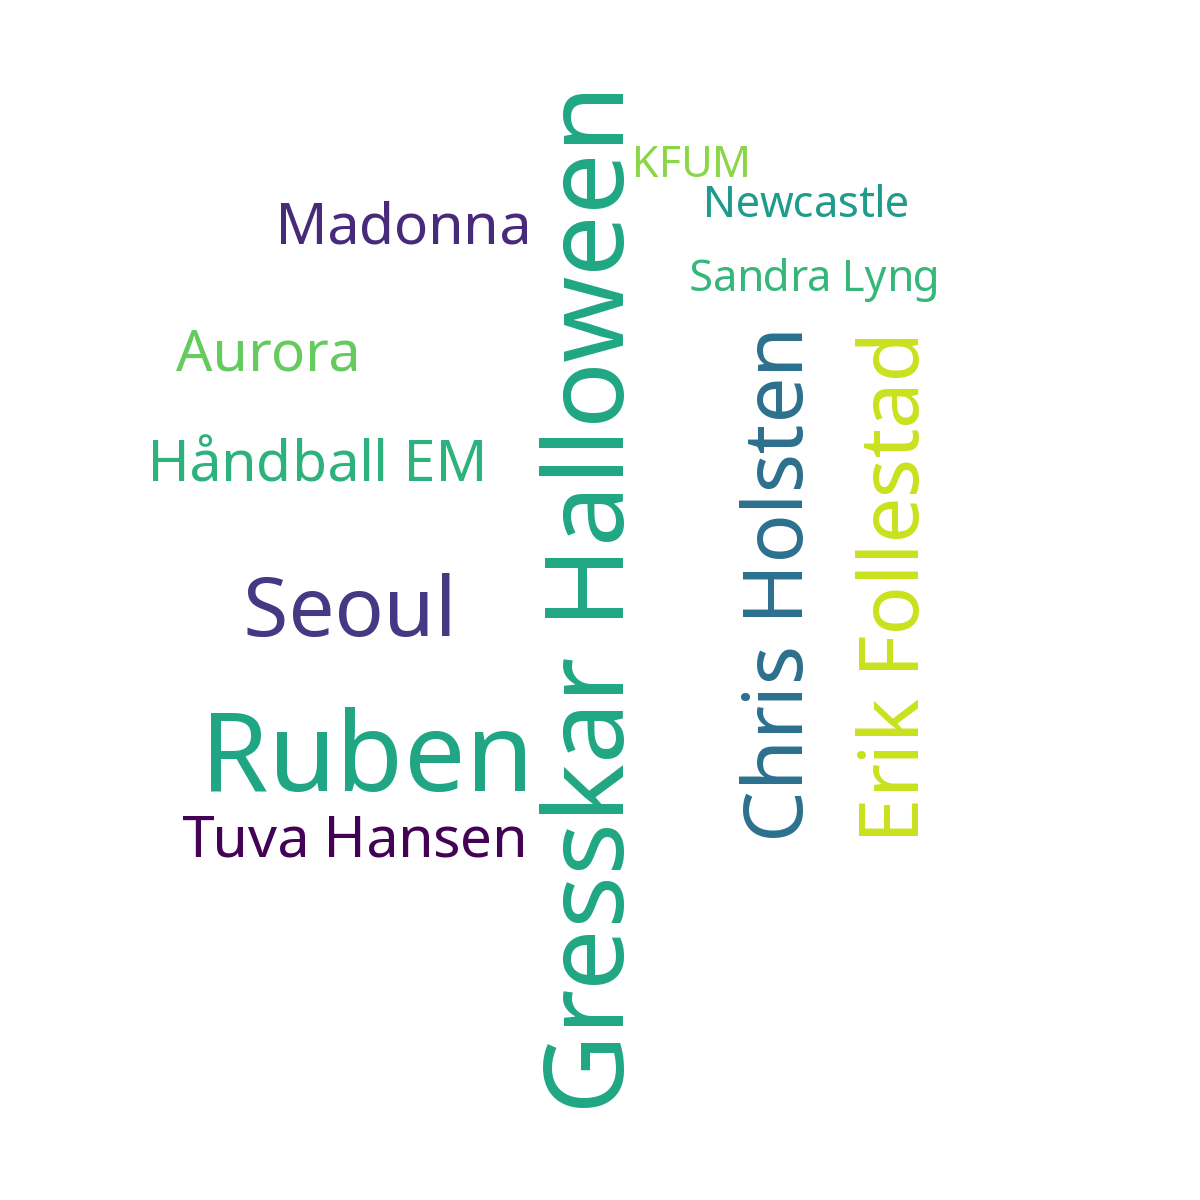 KFUM
Newcastle
Madonna
Sandra Lyng
Aurora
Håndball EM
Seoul
Ruben
Tuva Hansen
Gresskar Halloween
Chris Holsten
Erik Follestad